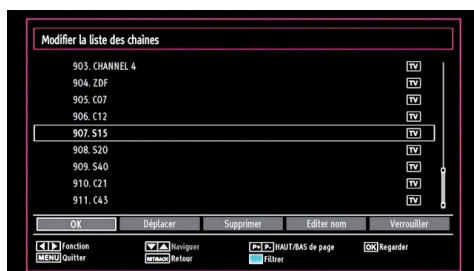 Modifier la liste des chaînes
903. CHANNEL 4 TV
904. ZDF TV
905. C07 TV
906. C12 TV
907. S15 TV
908. S20 TV
909. S40 TV
910. C21 TV
911. C43 TV
OK Déplacer Supprimer Editer nom Verrouiller
Fonction Naviguer P+ P- HAUT/BAS de page OK Regarder
MENU Quitter RET/BACK Retour Filtrer